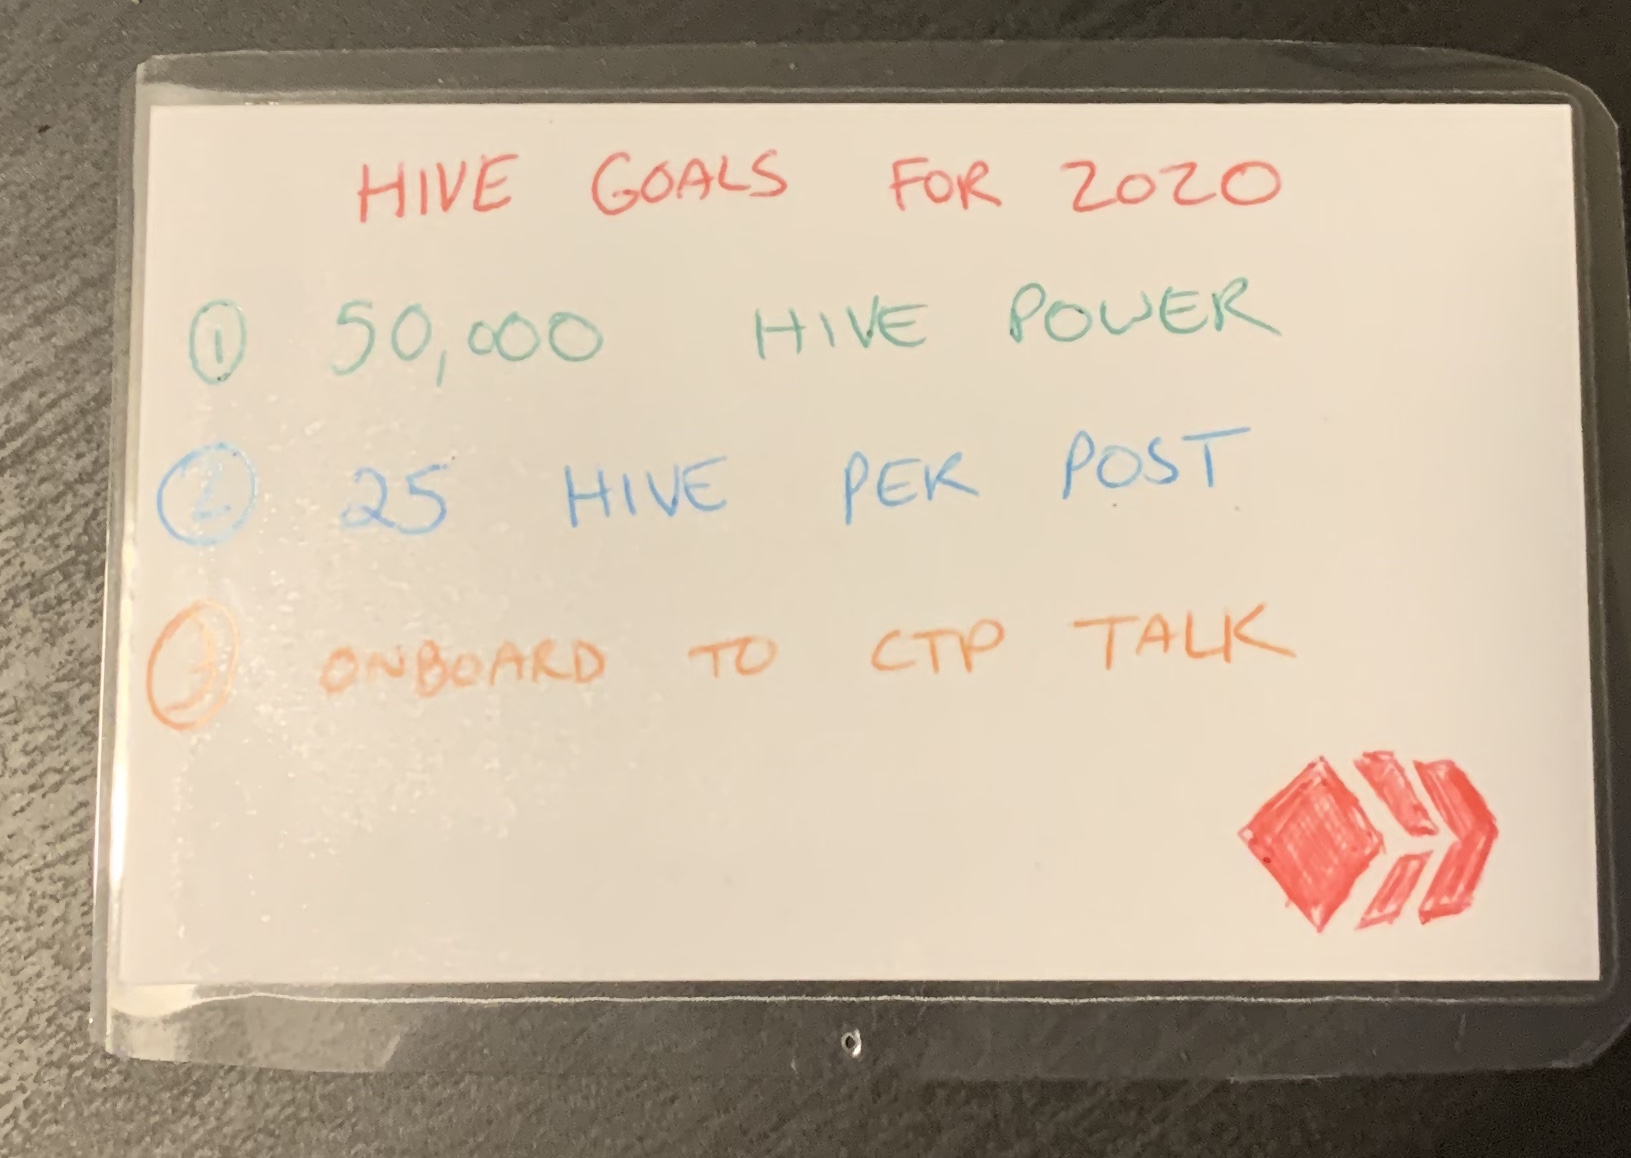 HIVE GOALS FOR 2020
① 50,000 HIVE POWER
② 25 HIVE PER POST
③ ONBOARD TO CTP TALK